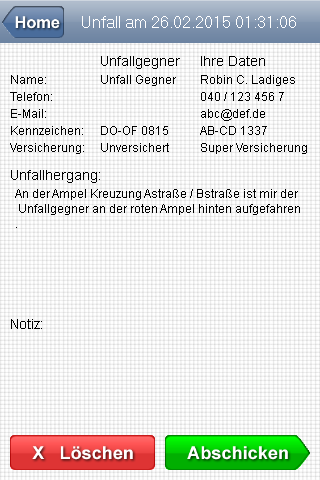 Home Unfall am 26.02.2015 01:31:06
Unfallgegner Ihre Daten
Name: Unfall Gegner Robin C. Ladiges
Telefon: 040 / 123 456 7
E-Mail: abc@def.de
Kennzeichen: DO-OF 0815 AB-CD 1337
Versicherung: Unversichert Super Versicherung
Unfallhergang:
An der Ampel Kreuzung Astraße / Bstraße ist mir der
Unfallgegner an der roten Ampel hinten aufgefahren
.
Notiz:
X Löschen Abschicken